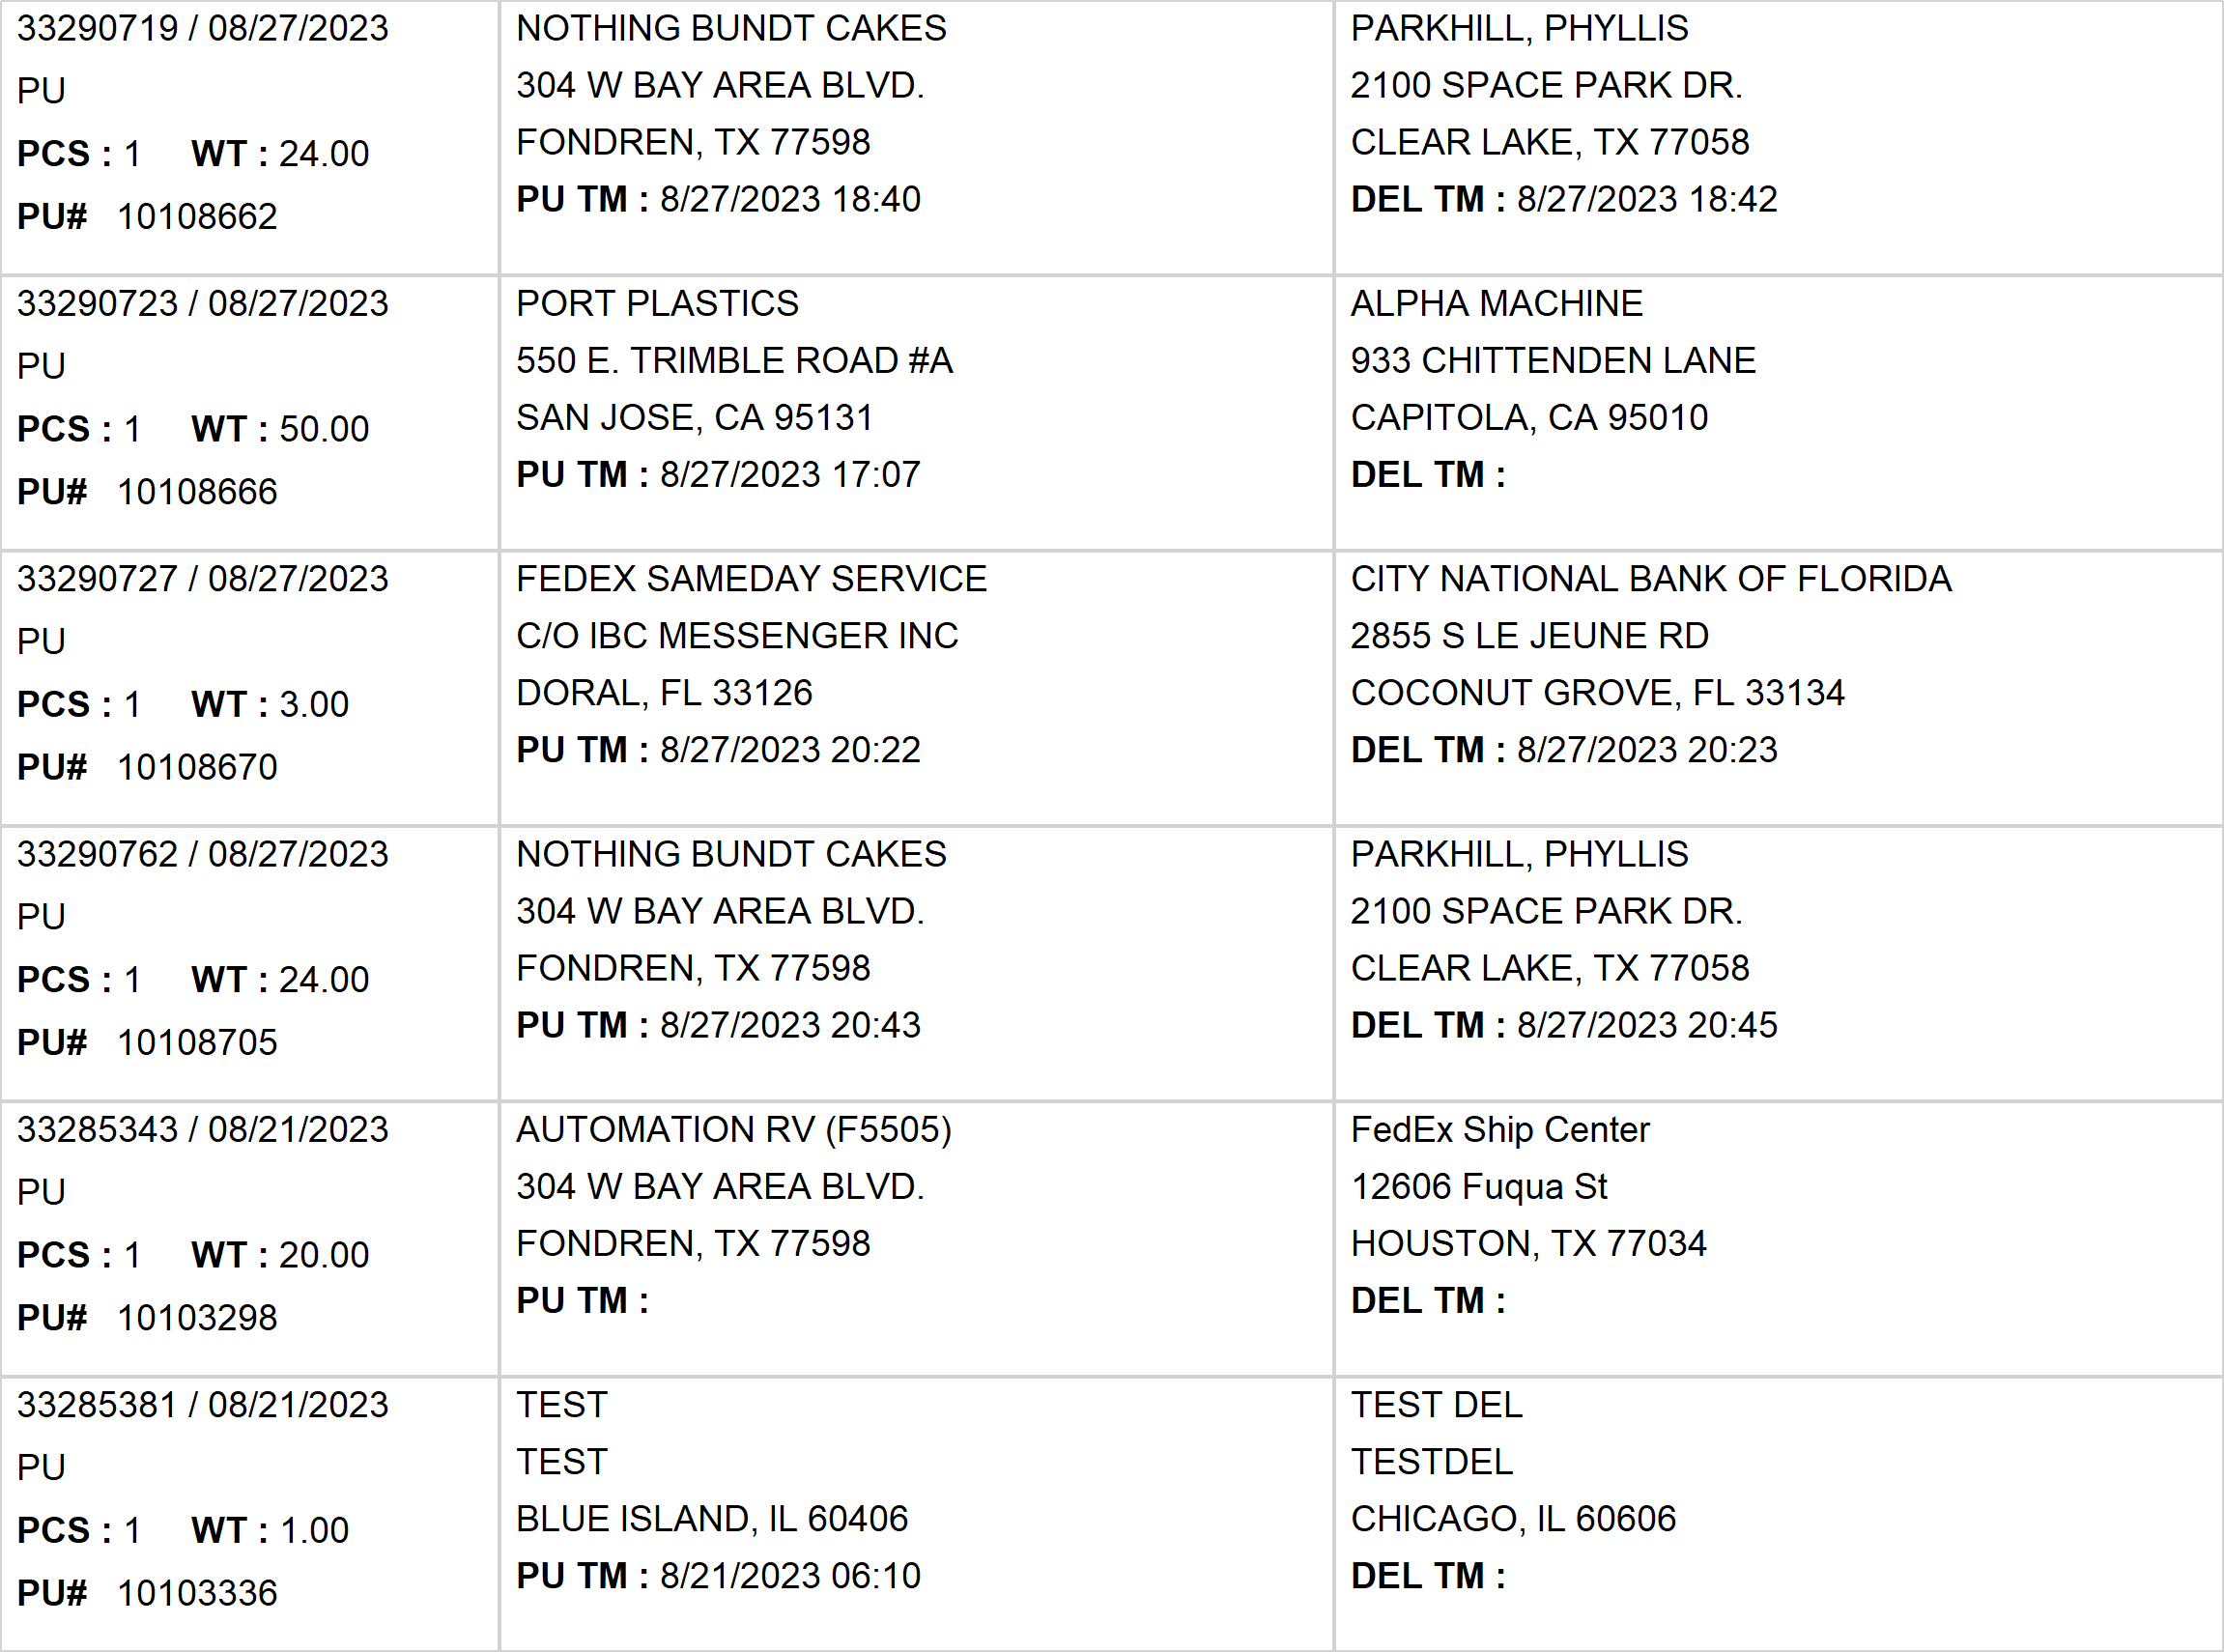 33290719 / 08/27/2023
PU
PCS : 1 WT : 24.00
PU# 10108662
NOTHING BUNDT CAKES
304 W BAY AREA BLVD.
FONDREN, TX 77598
PU TM : 8/27/2023 18:40
PARKHILL, PHYLLIS
2100 SPACE PARK DR.
CLEAR LAKE, TX 77058
DEL TM : 8/27/2023 18:42
33290723 / 08/27/2023
PU
PCS : 1 WT : 50.00
PU# 10108666
PORT PLASTICS
550 E. TRIMBLE ROAD #A
SAN JOSE, CA 95131
PU TM : 8/27/2023 17:07
ALPHA MACHINE
933 CHITTENDEN LANE
CAPITOLA, CA 95010
DEL TM :
33290727 / 08/27/2023
PU
PCS : 1 WT : 3.00
PU# 10108670
FEDEX SAMEDAY SERVICE
C/O IBC MESSENGER INC
DORAL, FL 33126
PU TM : 8/27/2023 20:22
CITY NATIONAL BANK OF FLORIDA
2855 S LE JEUNE RD
COCONUT GROVE, FL 33134
DEL TM : 8/27/2023 20:23
33290762 / 08/27/2023
PU
PCS : 1 WT : 24.00
PU# 10108705
NOTHING BUNDT CAKES
304 W BAY AREA BLVD.
FONDREN, TX 77598
PU TM : 8/27/2023 20:43
PARKHILL, PHYLLIS
2100 SPACE PARK DR.
CLEAR LAKE, TX 77058
DEL TM : 8/27/2023 20:45
33285343 / 08/21/2023
PU
PCS : 1 WT : 20.00
PU# 10103298
AUTOMATION RV (F5505)
304 W BAY AREA BLVD.
FONDREN, TX 77598
PU TM :
FedEx Ship Center
12606 Fuqua St
HOUSTON, TX 77034
DEL TM :
33285381 / 08/21/2023
PU
PCS : 1 WT : 1.00
PU# 10103336
TEST
TEST
BLUE ISLAND, IL 60406
PU TM : 8/21/2023 06:10
TEST DEL
TESTDEL
CHICAGO, IL 60606
DEL TM :